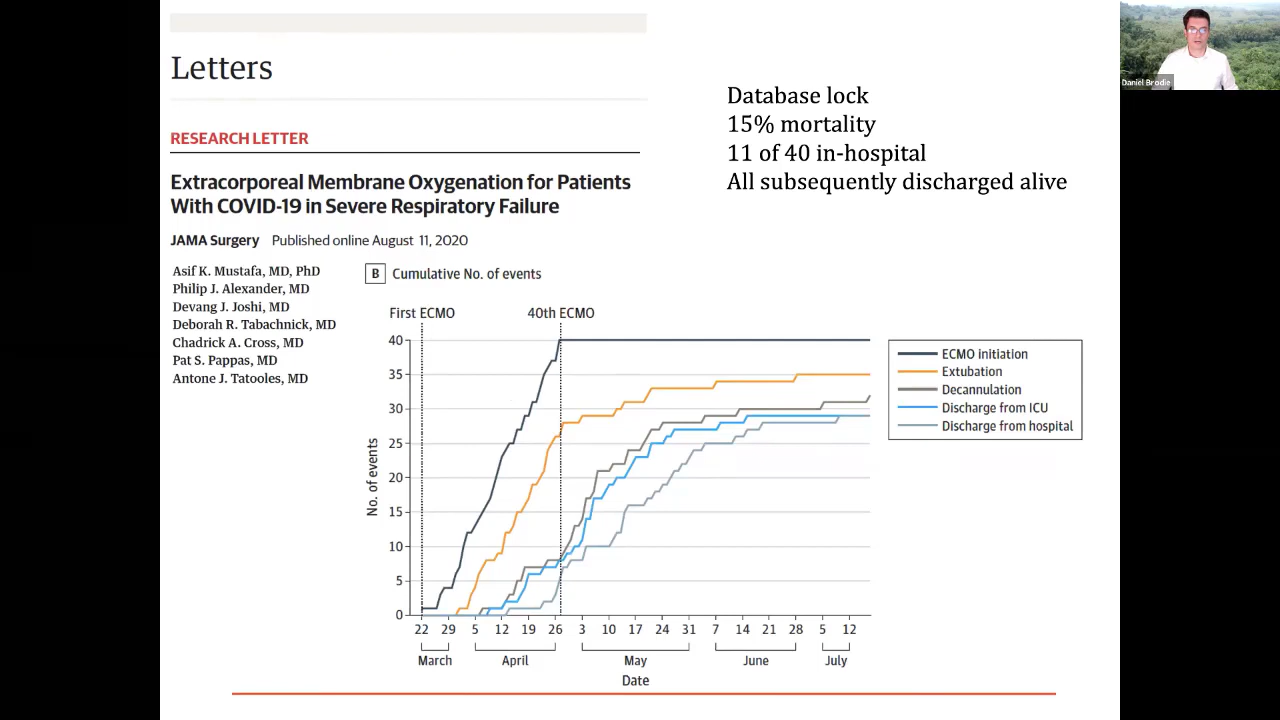 Letters
RESEARCH LETTER
Extracorporeal Membrane Oxygenation for Patients
With COVID-19 in Severe Respiratory Failure
JAMA Surgery Published online August 11, 2020
Asif K. Mustafa, MD, PhD
Philip J. Alexander, MD
Devang J. Joshi, MD
Deborah R. Tabachnick, MD
Chadrick A. Cross, MD
Pat S. Pappas, MD
Antone J. Tatooles, MD
Database lock
15% mortality
11 of 40 in-hospital
All subsequently discharged alive
Daniel Brodie
B Cumulative No. of events
First ECMO 40th ECMO
No. of events
40
35
30
25
20
15
10
5
0
22 29 5 12 19 26 3 10 17 24 31 7 14 21 28 5 12
March April May June July
Date
ECMO initiation
Extubation
Decannulation
Discharge from ICU
Discharge from hospital